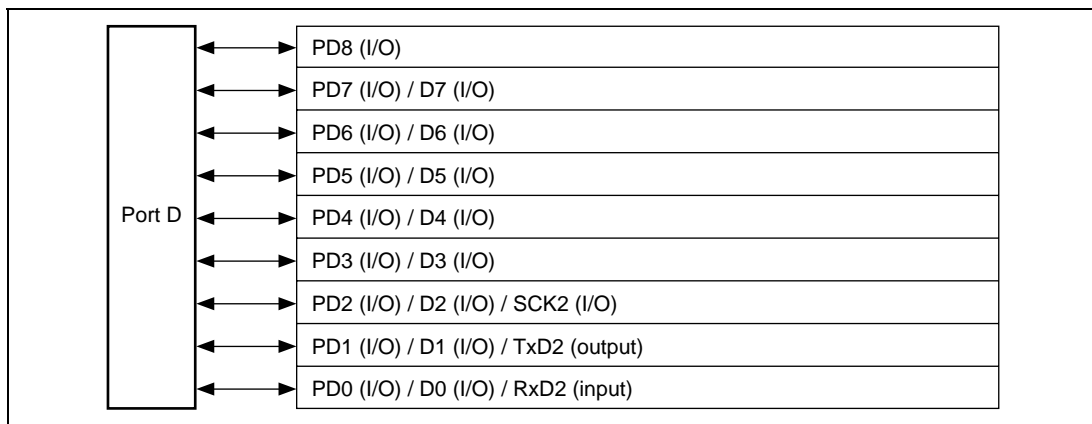 Port D
PD8 (I/O)
PD7 (I/O) / D7 (I/O)
PD6 (I/O) / D6 (I/O)
PD5 (I/O) / D5 (I/O)
PD4 (I/O) / D4 (I/O)
PD3 (I/O) / D3 (I/O)
PD2 (I/O) / D2 (I/O) / SCK2 (I/O)
PD1 (I/O) / D1 (I/O) / TxD2 (output)
PD0 (I/O) / D0 (I/O) / RxD2 (input)